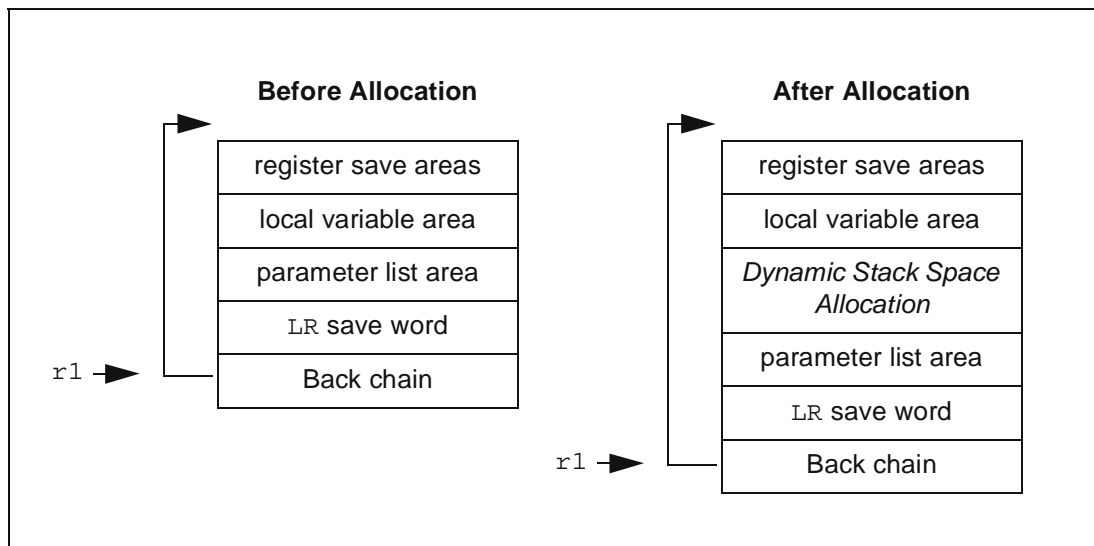 Before Allocation
register save areas
local variable area
parameter list area
LR save word
r1
Back chain
After Allocation
register save areas
local variable area
Dynamic Stack Space
Allocation
parameter list area
LR save word
r1
Back chain